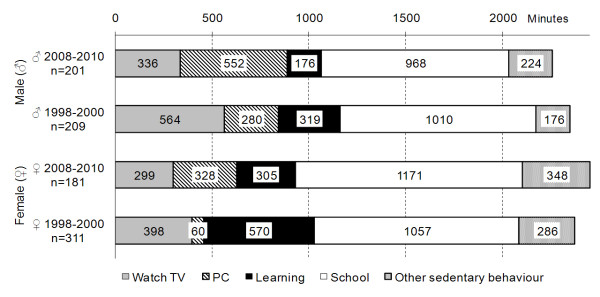 0 500 1000 1500 2000 Minutes
Male (♂)
♂ 2008-2010
n=201
336 552 176 968 224
♂ 1998-2000
n=209
564 280 319 1010 176
Female (♀)
♀ 2008-2010
n=181
299 328 305 1171 348
♀ 1998-2000
n=311
398 60 570 1057 286
Watch TV PC Learning School Other sedentary behaviour